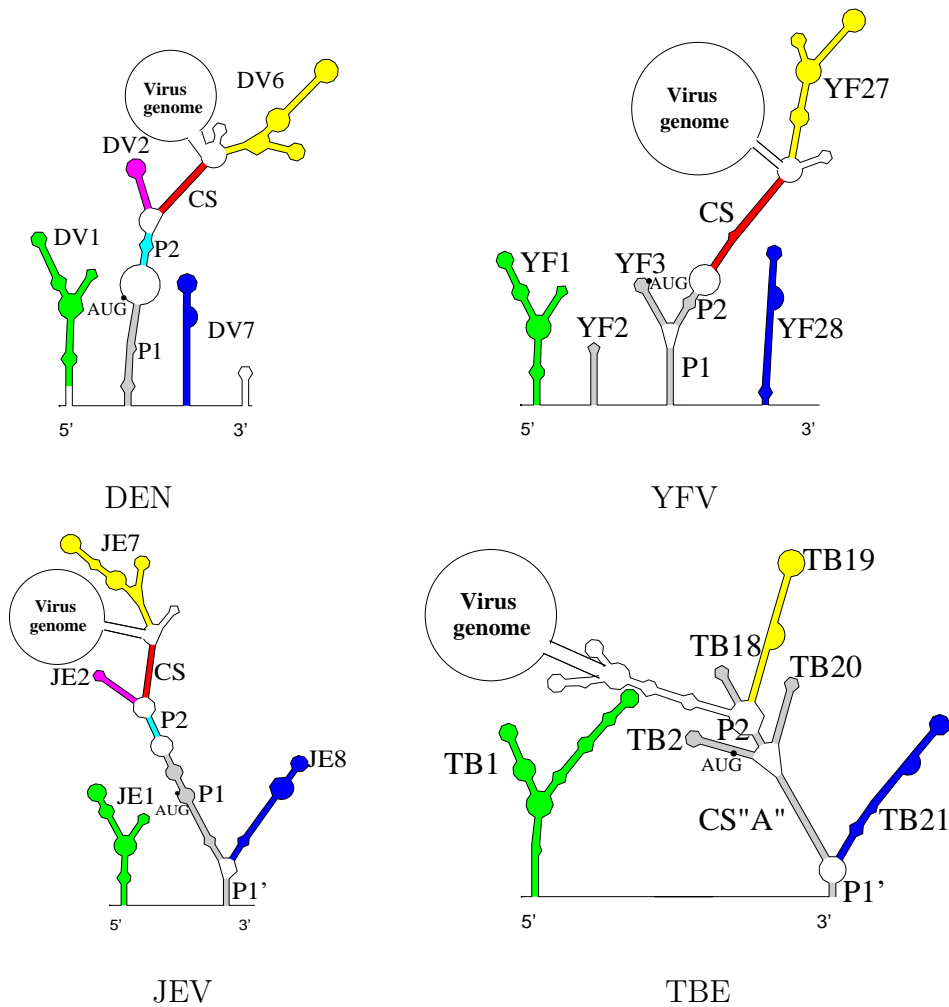 Virus
genome
DV6
DV2
CS
DV1
P2
AUG
DV7
P1
5’
3’
DEN
Virus
genome
YF27
CS
YF1
YF3
AUG
P2
YF2
YF28
P1
5’
3’
YFV
JE7
Virus
genome
CS
JE2
P2
JE8
JE1
P1
AUG
P1’
5’
3’
JEV
Virus
genome
TB19
TB18
TB20
P2
TB2
TB1
AUG
CS"A"
TB21
P1’
5’
3’
TBE